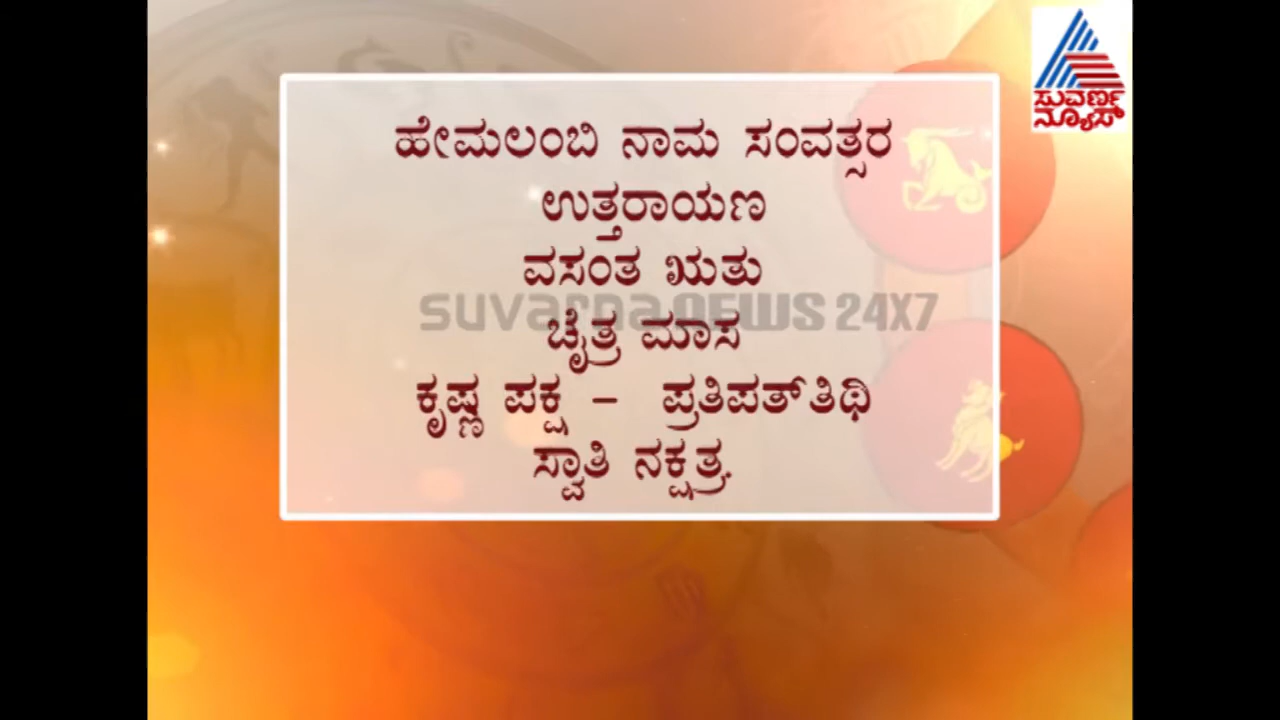 ಸುವರ್ಣ
ನ್ಯೂಸ್
ಹೇಮಲಂಬಿ ನಾಮ ಸಂವತ್ಸರ
ಉತ್ತರಾಯಣ
ವಸಂತ ಋತು
suvarna news 24X7
ಚೈತ್ರ ಮಾಸ
ಕೃಷ್ಣ ಪಕ್ಷ – ಪ್ರತಿಪತ್‌ತಿಥಿ
ಸ್ವಾತಿ ನಕ್ಷತ್ರ.